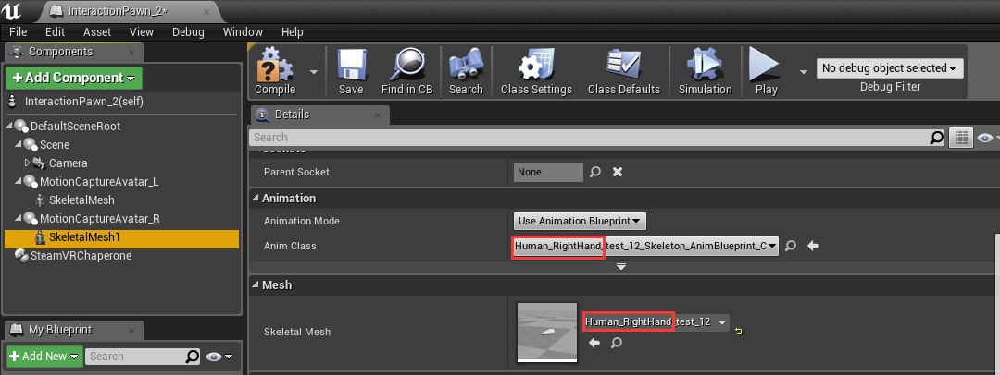 InteractionPawn_2*
File Edit Asset View Debug Window Help
Components
Add Component
InteractionPawn_2(self)
DefaultSceneRoot
Scene
Camera
MotionCaptureAvatar_L
SkeletalMesh
MotionCaptureAvatar_R
SkeletalMesh1
SteamVRChaperone
My Blueprint
Add New
Search
Compile
Save
Find in CB
Search
Class Settings
Class Defaults
Simulation
Play
No debug object selected
Debug Filter
Details
Search
Sockets
Parent Socket
None
Animation
Animation Mode
Use Animation Blueprint
Anim Class
Human_RightHand_test_12_Skeleton_AnimBlueprint_C
Mesh
Skeletal Mesh
Human_RightHand_test_12